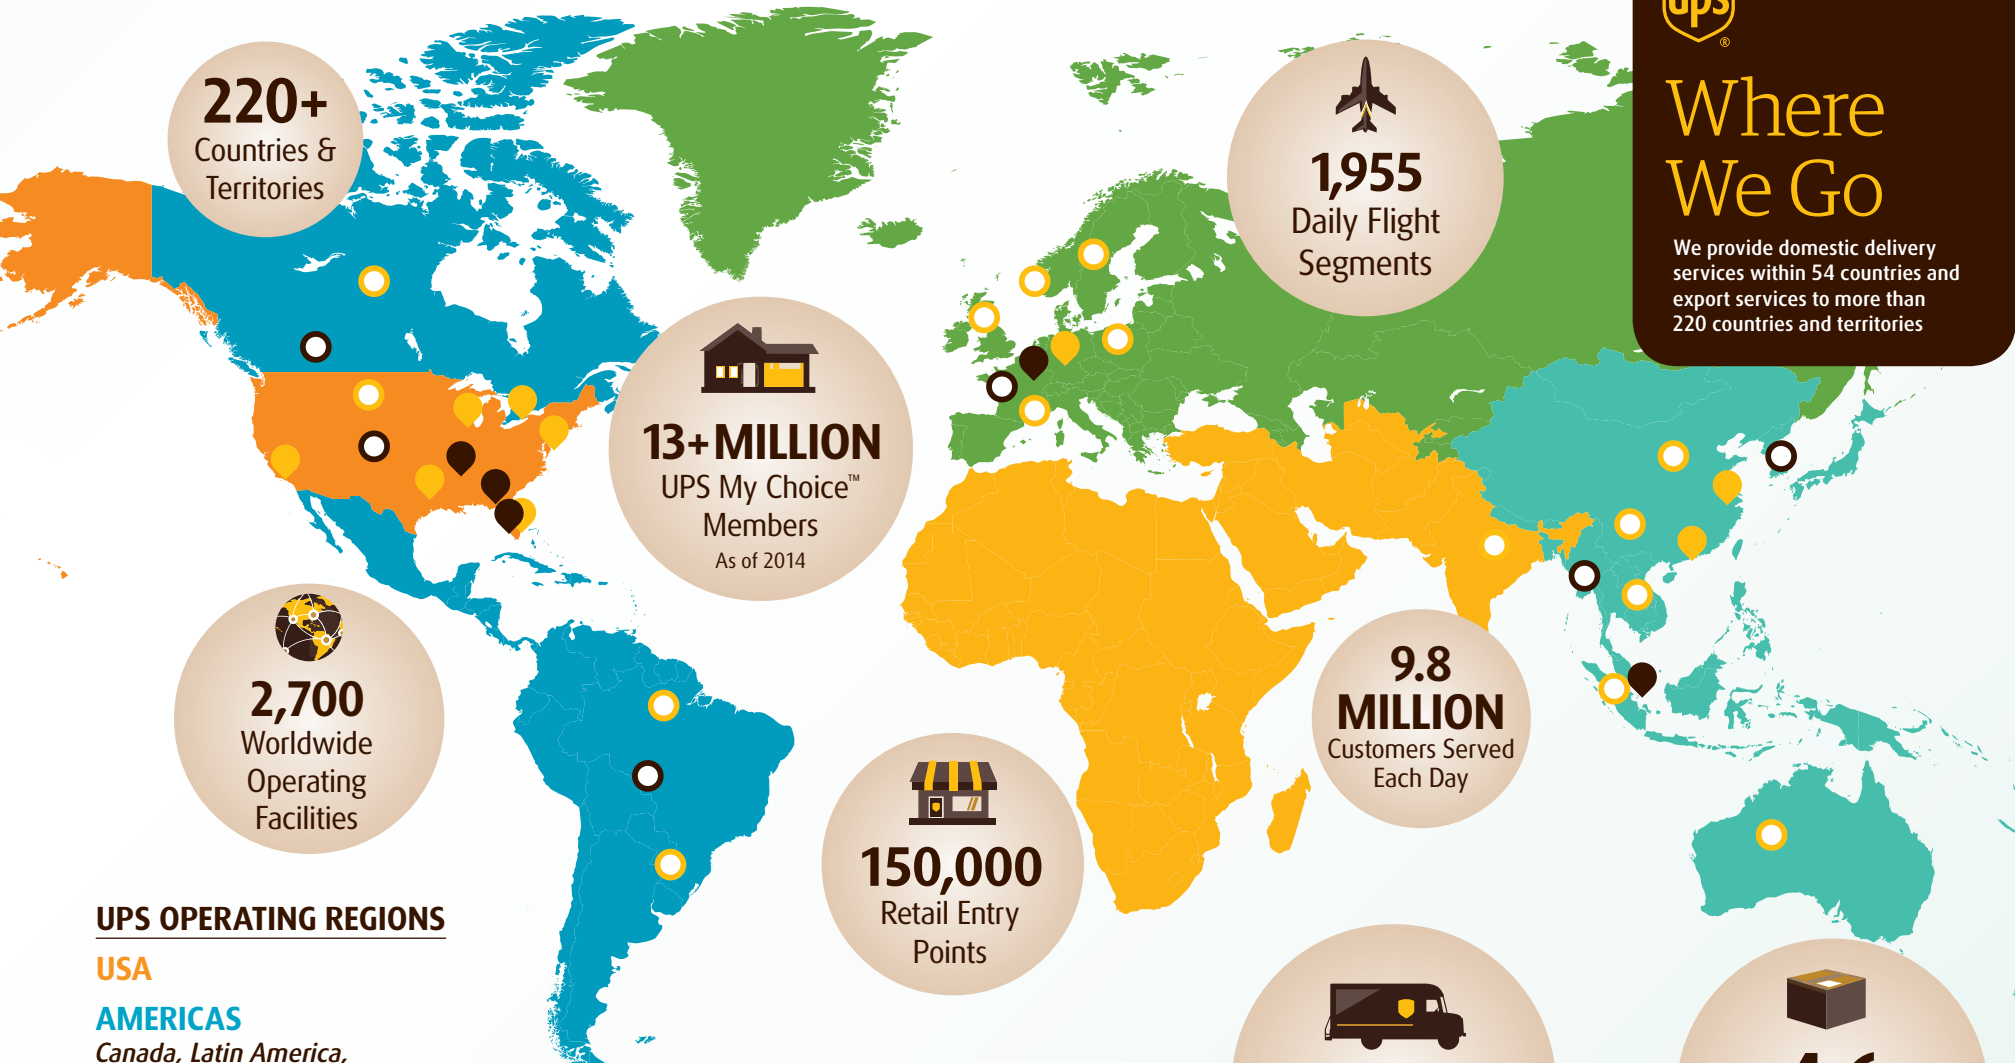 ups
®
Where
We Go
We provide domestic delivery
services within 54 countries and
export services to more than
220 countries and territories
220+
Countries &
Territories
1,955
Daily Flight
Segments
13+MILLION
UPS My Choice™
Members
As of 2014
2,700
Worldwide
Operating
Facilities
9.8
MILLION
Customers Served
Each Day
150,000
Retail Entry
Points
UPS OPERATING REGIONS
USA
AMERICAS
Canada, Latin America,